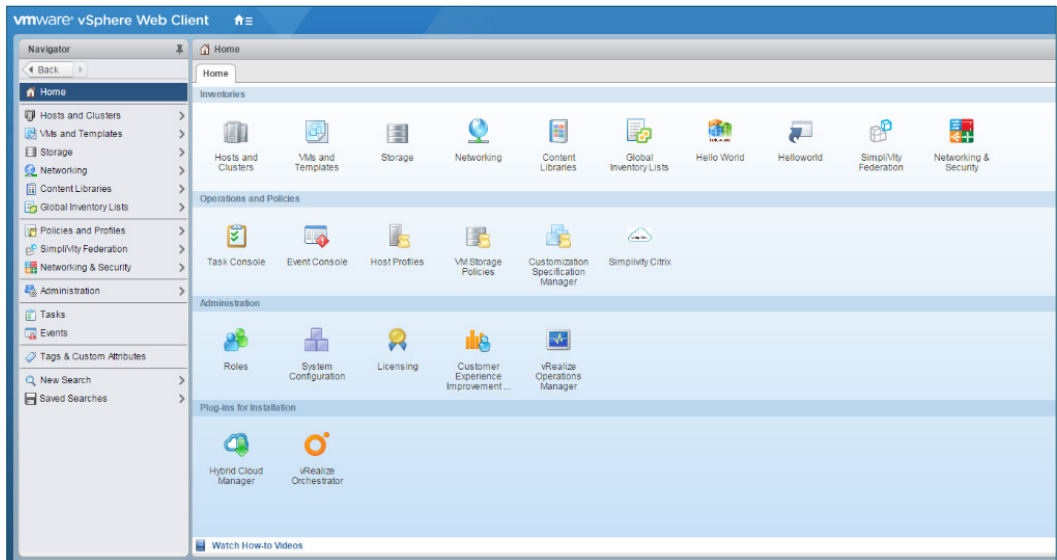 vmware® vSphere Web Client
Navigator
Back
Home
Hosts and Clusters
VMs and Templates
Storage
Networking
Content Libraries
Global Inventory Lists
Policies and Profiles
SimpliVity Federation
Networking & Security
Administration
Tasks
Events
Tags & Custom Attributes
New Search
Saved Searches
Home
Home
Inventories
Hosts and
Clusters
VMs and
Templates
Storage
Networking
Content
Libraries
Global
Inventory Lists
Hello World
Helloworld
SimpliVity
Federation
Networking &
Security
Operations and Policies
Task Console
Event Console
Host Profiles
VM Storage
Policies
Customization
Specification
Manager
Simplivity Citrix
Administration
Roles
System
Configuration
Licensing
Customer
Experience
Improvement ...
vRealize
Operations
Manager
Plug-ins for Installation
Hybrid Cloud
Manager
vRealize
Orchestrator
Watch How-to Videos